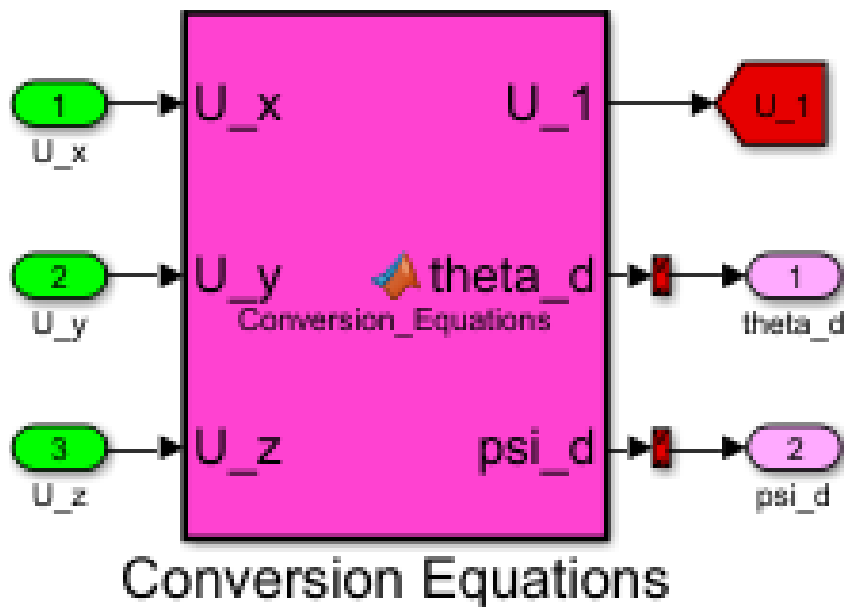 1 U_x U_1 U_1
U_x
2 U_y theta_d 1
U_y Conversion_Equations theta_d
3 U_z psi_d 2
U_z psi_d
Conversion Equations